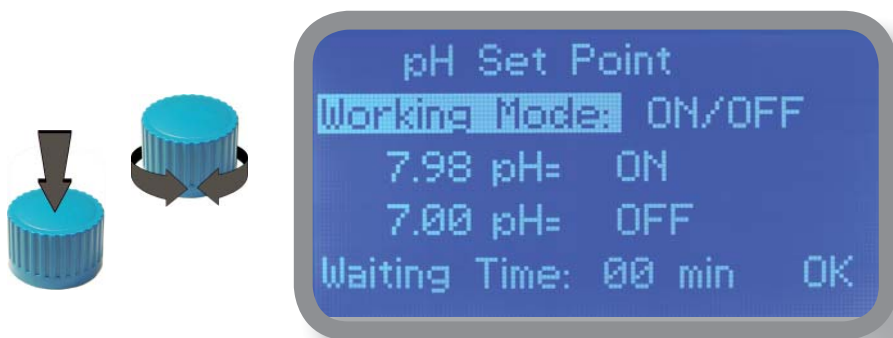 pH Set Point
Working Mode: ON/OFF
7.98 pH= ON
7.00 pH= OFF
Waiting Time: 00 min OK